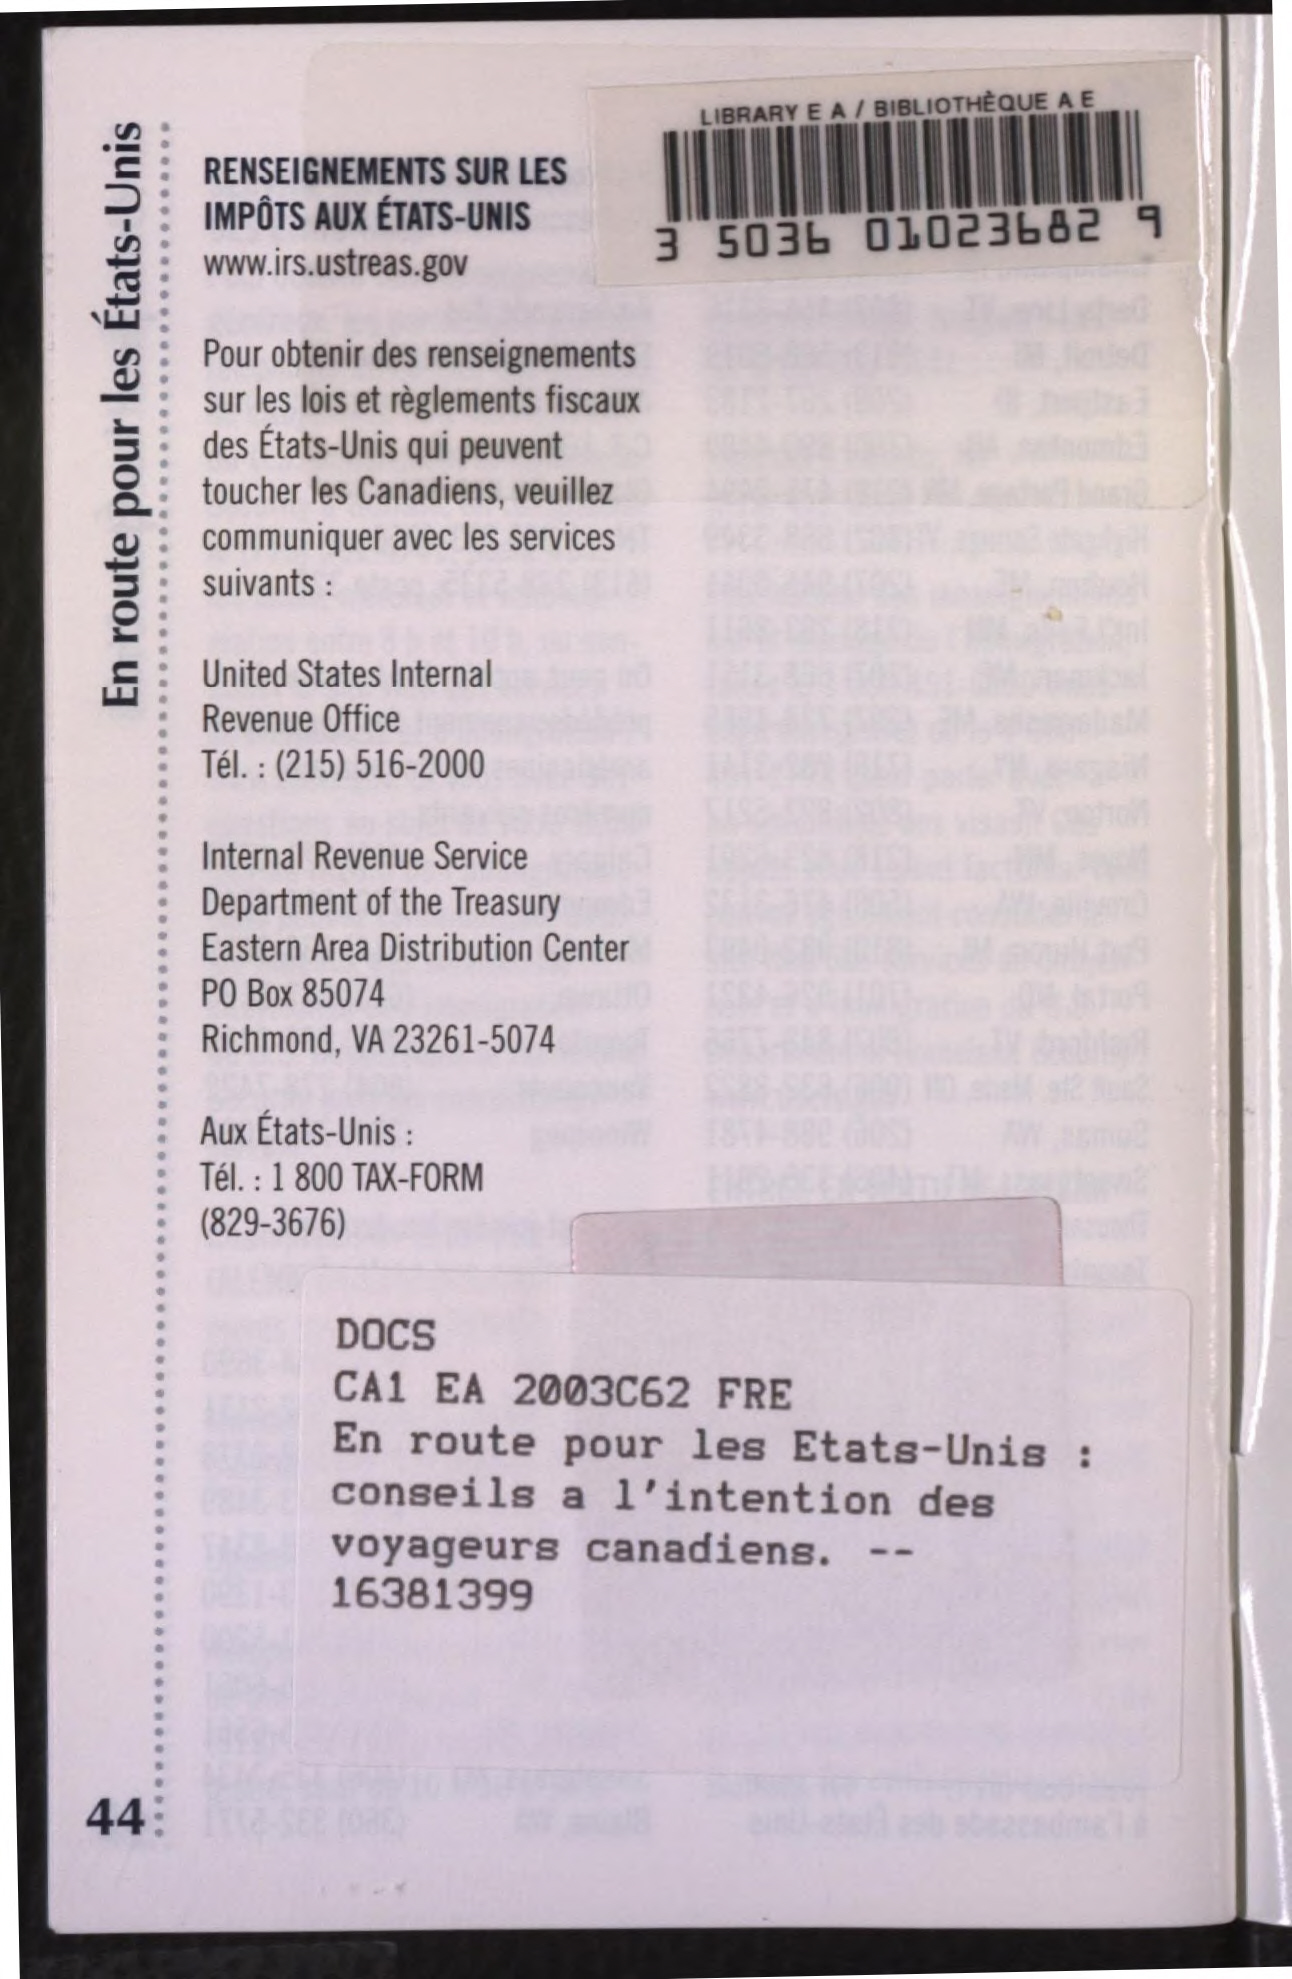 En route pour les États-Unis
LIBRARY E A / BIBLIOTHÈQUE A E
3 5036 01023682 9
RENSEIGNEMENTS SUR LES
IMPÔTS AUX ÉTATS-UNIS
www.irs.ustreas.gov
Pour obtenir des renseignements
sur les lois et règlements fiscaux
des États-Unis qui peuvent
toucher les Canadiens, veuillez
communiquer avec les services
suivants :
United States Internal
Revenue Office
Tél. : (215) 516-2000
Internal Revenue Service
Department of the Treasury
Eastern Area Distribution Center
PO Box 85074
Richmond, VA 23261-5074
Aux États-Unis :
Tél. : 1 800 TAX-FORM
(829-3676)
DOCS
CA1 EA 2003C62 FRE
En route pour les Etats-Unis :
conseils a l'intention des
voyageurs canadiens. --
16381399
44